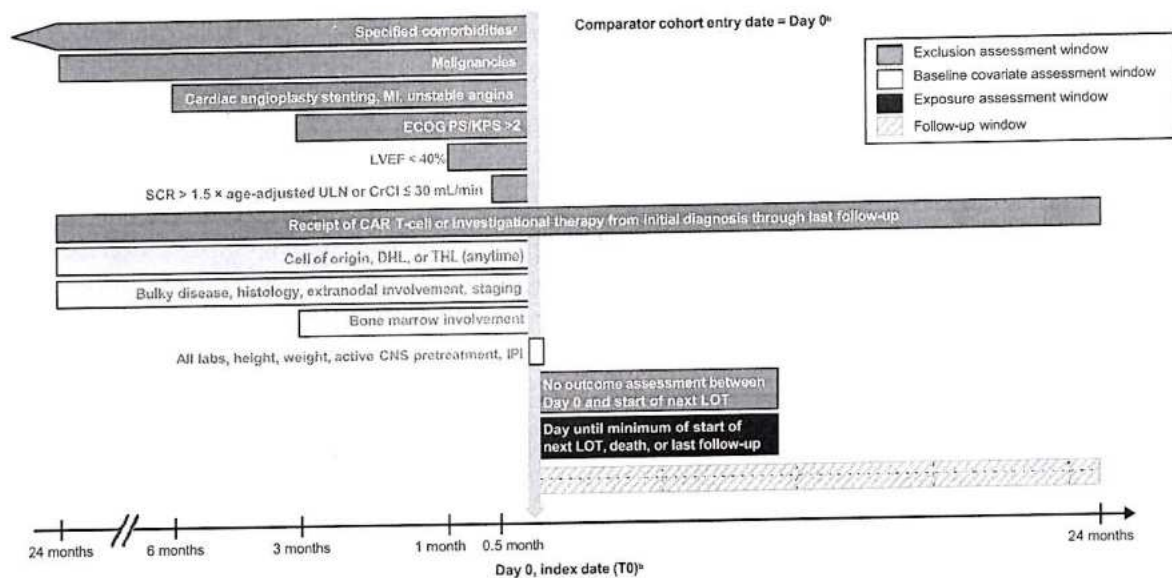 Comparator cohort entry date = Day 0ᵇ
Specified comorbiditiesᵃ
Malignancies
Cardiac angioplasty stenting, MI, unstable angina
ECOG PS/KPS >2
LVEF < 40%
SCR > 1.5 × age-adjusted ULN or CrCl ≤ 30 mL/min
Receipt of CAR T-cell or investigational therapy from initial diagnosis through last follow-up
Cell of origin, DHL, or THL (anytime)
Bulky disease, histology, extranodal involvement, staging
Bone marrow involvement
All labs, height, weight, active CNS pretreatment, IPI
No outcome assessment between
Day 0 and start of next LOT
Day until minimum of start of
next LOT, death, or last follow-up
Exclusion assessment window
Baseline covariate assessment window
Exposure assessment window
Follow-up window
24 months
6 months
3 months
1 month
0.5 month
24 months
Day 0, index date (T0)ᵇ